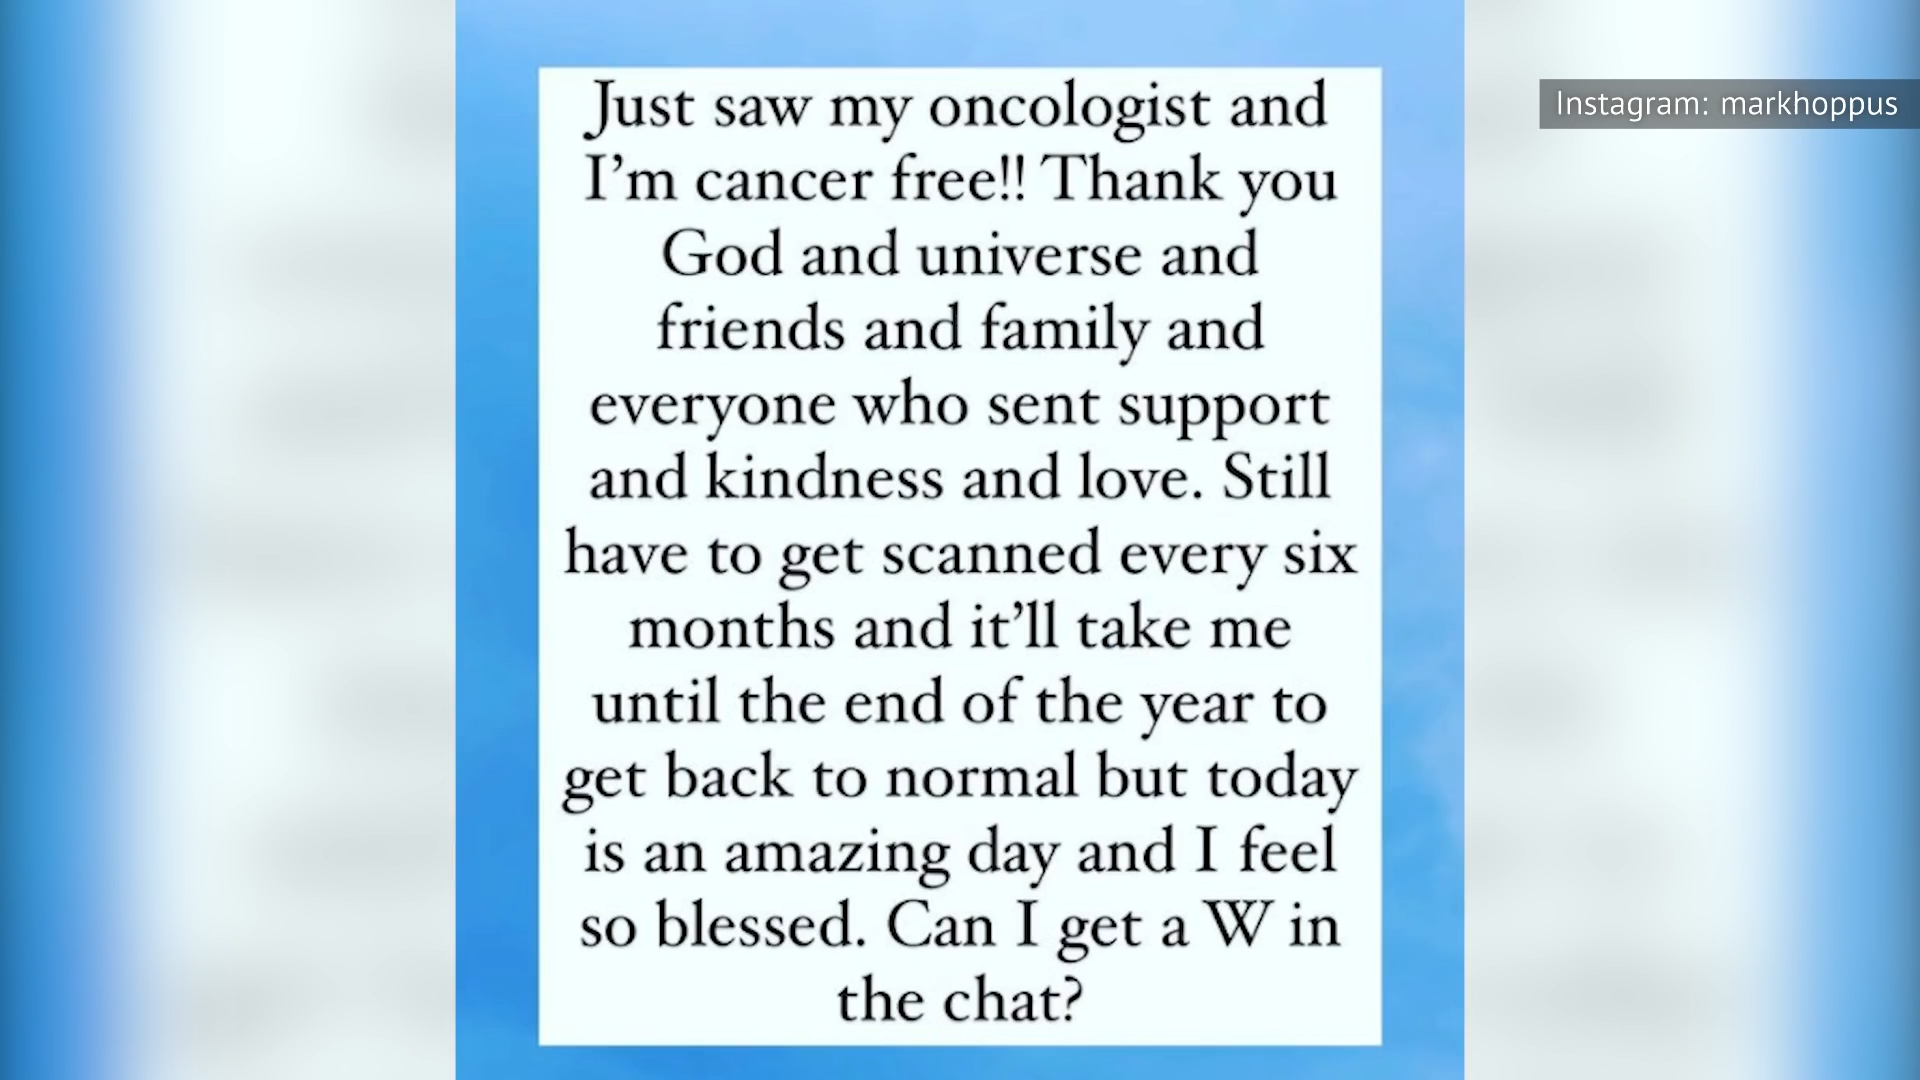 Just saw my oncologist and
I'm cancer free!! Thank you
God and universe and
friends and family and
everyone who sent support
and kindness and love. Still
have to get scanned every six
months and it'll take me
until the end of the year to
get back to normal but today
is an amazing day and I feel
so blessed. Can I get a W in
the chat?
Instagram: markhoppus